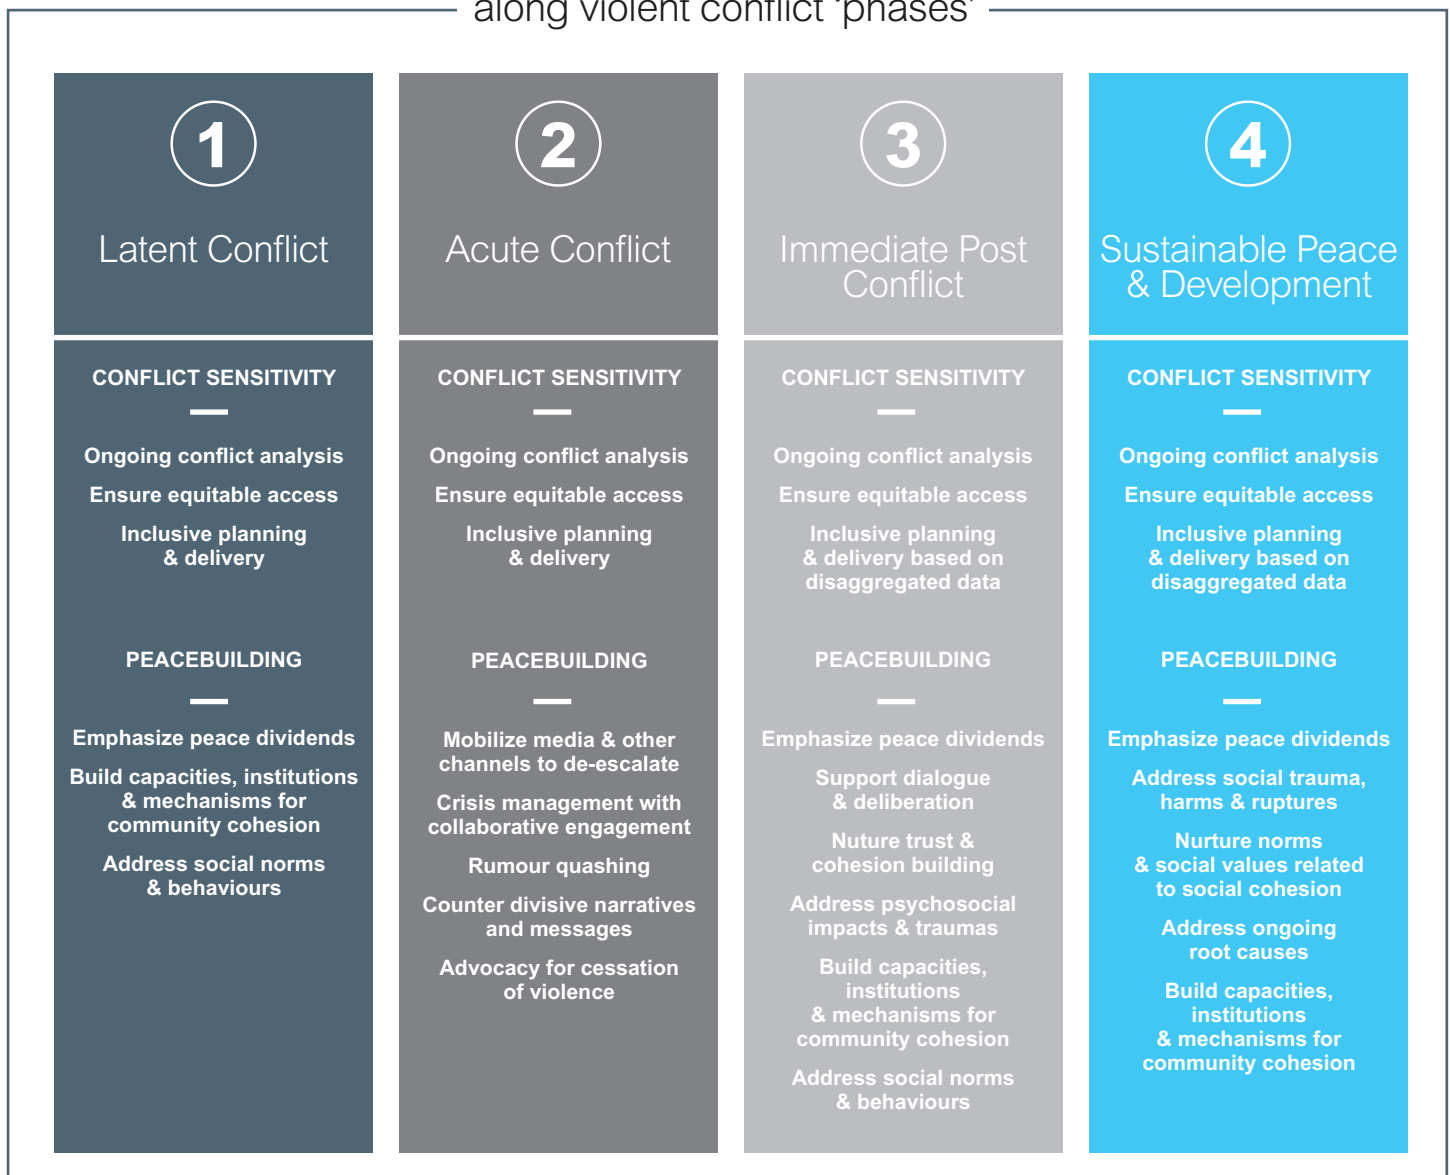 along violent conflict 'phases'
1
Latent Conflict
CONFLICT SENSITIVITY
Ongoing conflict analysis
Ensure equitable access
Inclusive planning
& delivery
PEACEBUILDING
Emphasize peace dividends
Build capacities, institutions
& mechanisms for
community cohesion
Address social norms
& behaviours
2
Acute Conflict
CONFLICT SENSITIVITY
Ongoing conflict analysis
Ensure equitable access
Inclusive planning
& delivery
PEACEBUILDING
Mobilize media & other
channels to de-escalate
Crisis management with
collaborative engagement
Rumour quashing
Counter divisive narratives
and messages
Advocacy for cessation
of violence
3
Immediate Post
Conflict
CONFLICT SENSITIVITY
Ongoing conflict analysis
Ensure equitable access
Inclusive planning
& delivery based on
disaggregated data
PEACEBUILDING
Emphasize peace dividends
Support dialogue
& deliberation
Nuture trust &
cohesion building
Address psychosocial
impacts & traumas
Build capacities,
institutions
& mechanisms for
community cohesion
Address social norms
& behaviours
4
Sustainable Peace
& Development
CONFLICT SENSITIVITY
Ongoing conflict analysis
Ensure equitable access
Inclusive planning
& delivery based on
disaggregated data
PEACEBUILDING
Emphasize peace dividends
Address social trauma,
harms & ruptures
Nurture norms
& social values related
to social cohesion
Address ongoing
root causes
Build capacities,
institutions
& mechanisms for
community cohesion